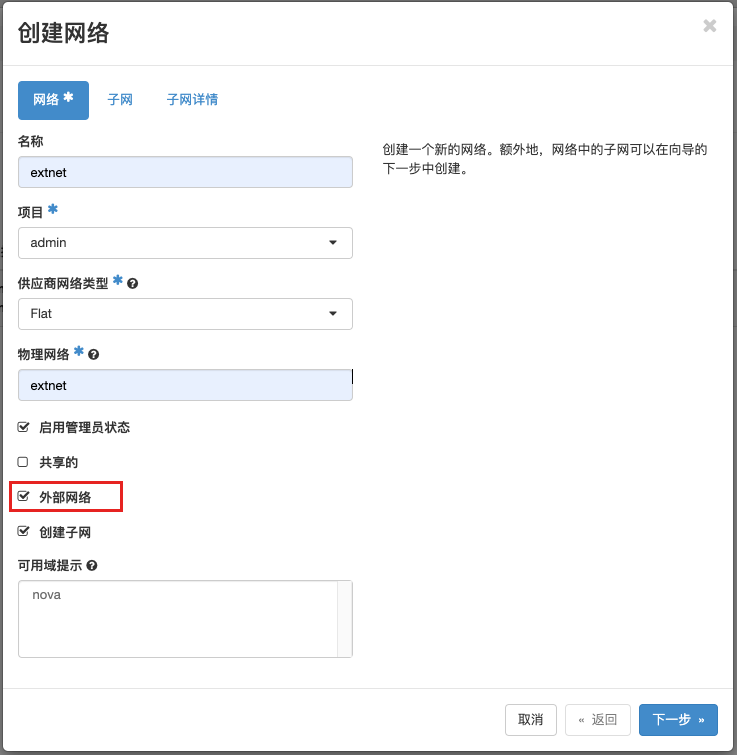 创建网络
网络 子网 子网详情
名称
extnet
创建一个新的网络。额外地，网络中的子网可以在向导的
下一步中创建。
项目
admin
供应商网络类型
Flat
物理网络
extnet
启用管理员状态
共享的
外部网络
创建子网
可用域提示
nova
取消 « 返回 下一步 »